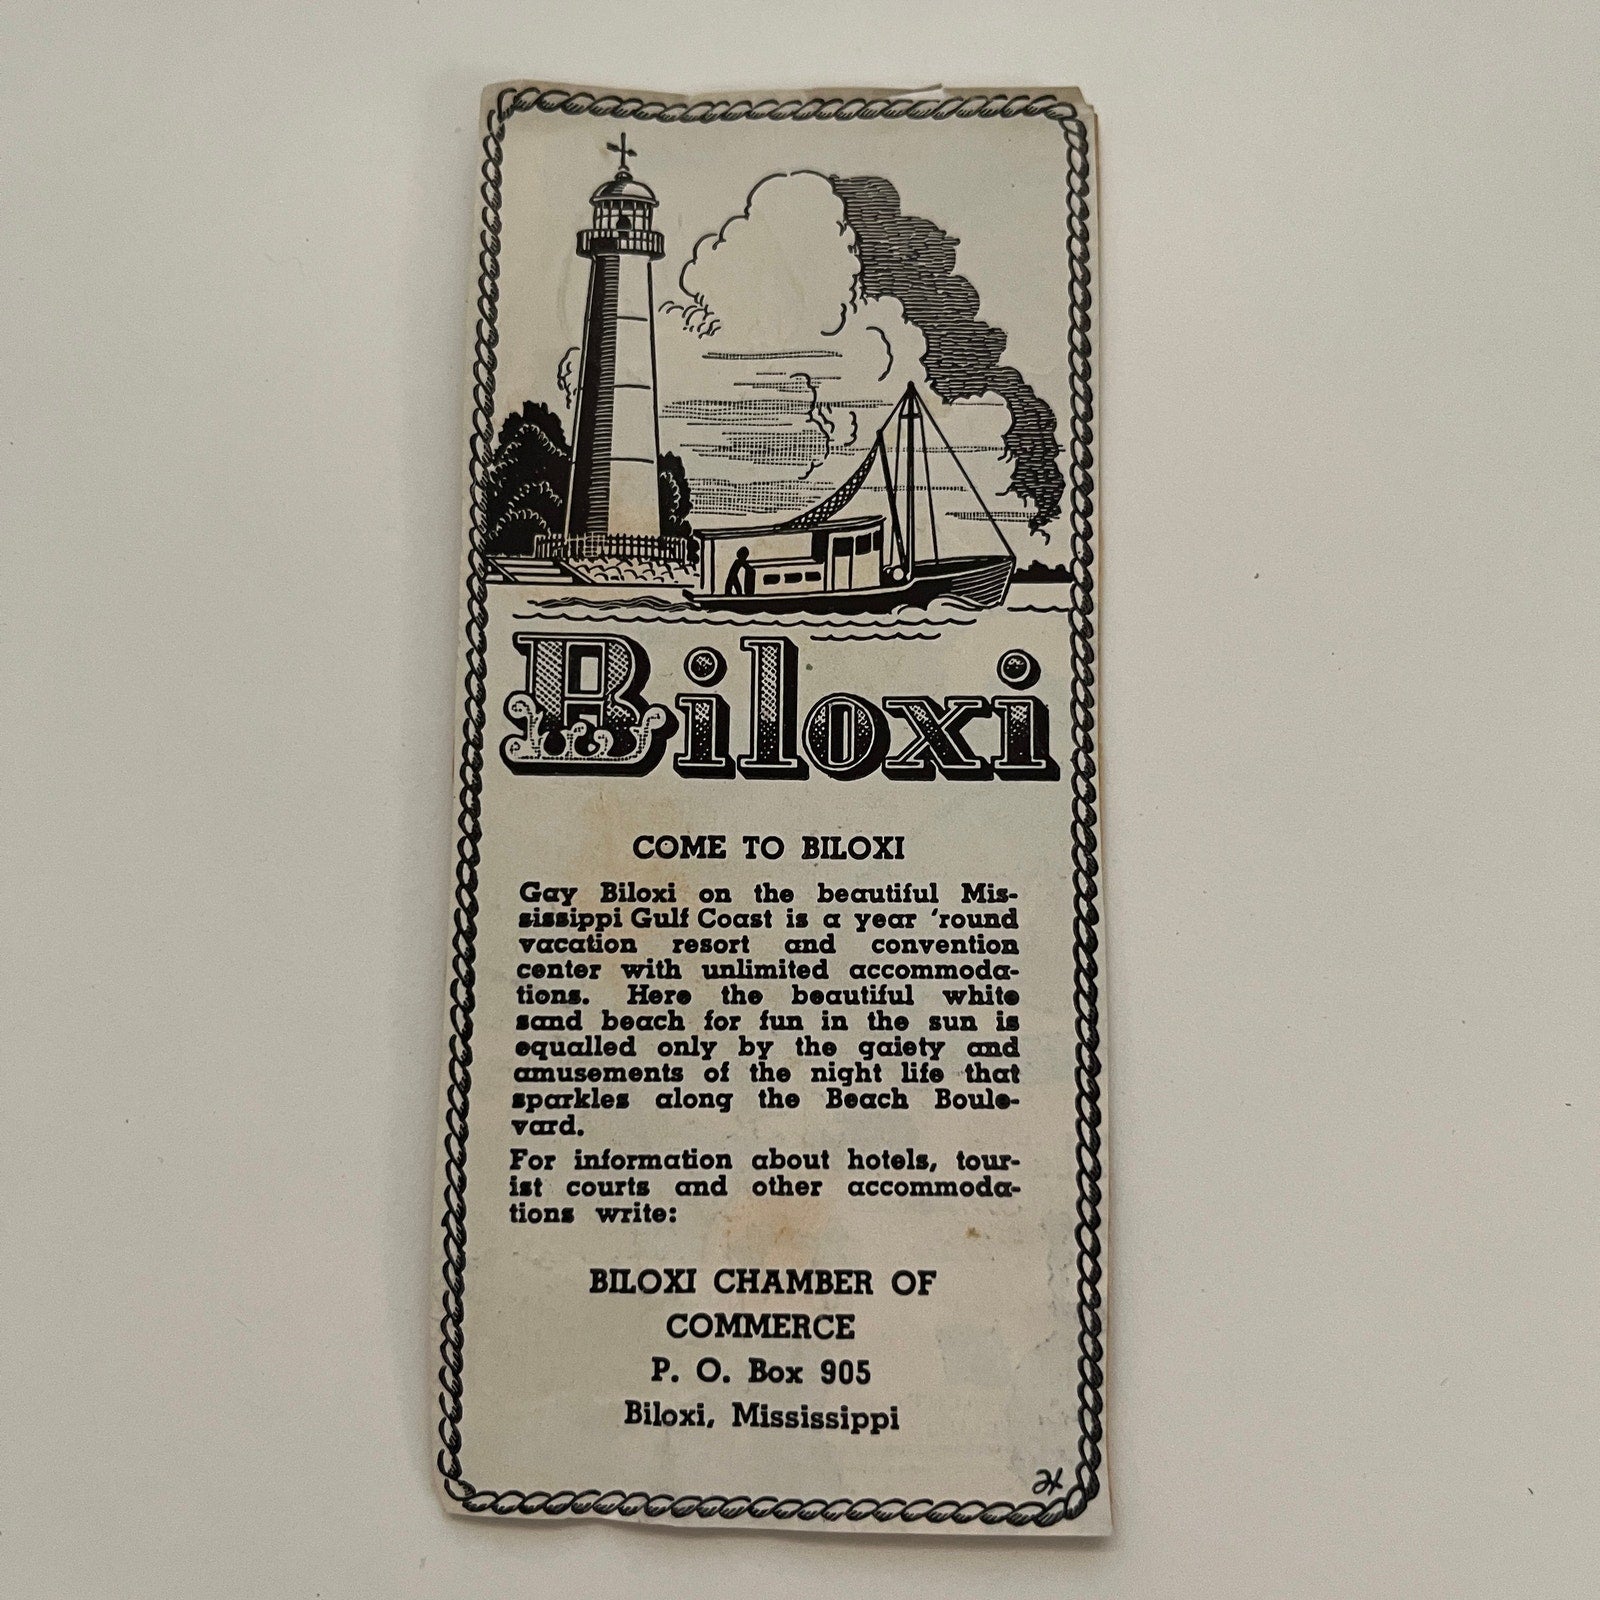 Biloxi
COME TO BILOXI
Gay Biloxi on the beautiful Mis-
sissippi Gulf Coast is a year 'round
vacation resort and convention
center with unlimited accommoda-
tions. Here the beautiful white
sand beach for fun in the sun is
equalled only by the gaiety and
amusements of the night life that
sparkles along the Beach Boule-
vard.
For information about hotels, tour-
ist courts and other accommoda-
tions write:
BILOXI CHAMBER OF
COMMERCE
P. O. Box 905
Biloxi, Mississippi